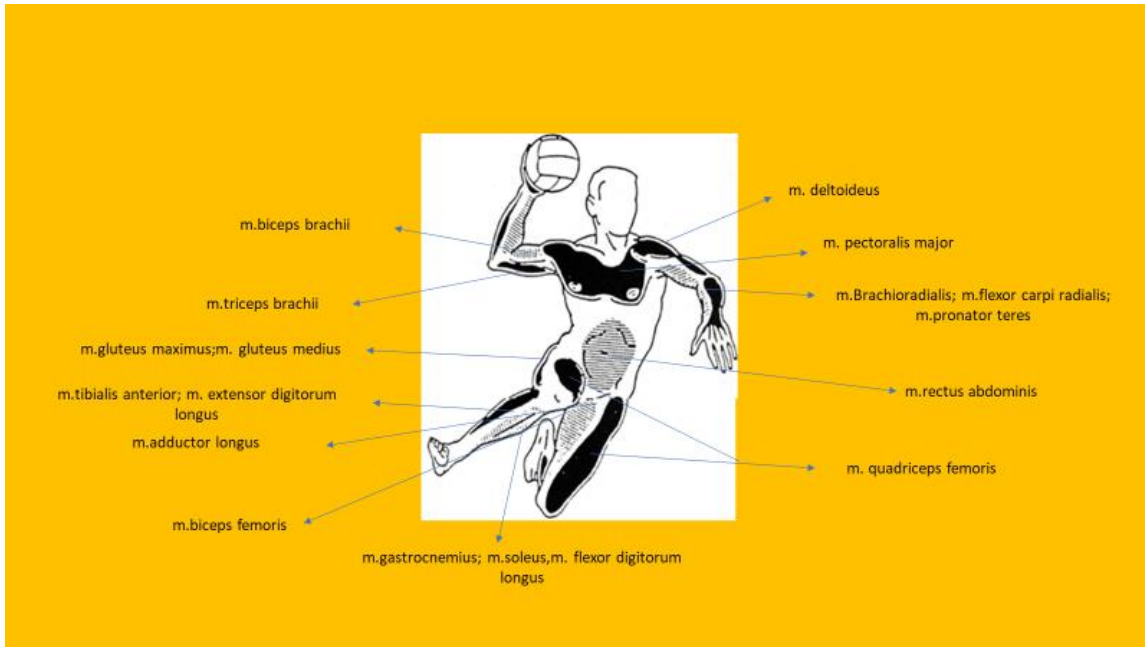 m. deltoideus
m.biceps brachii
m. pectoralis major
m.triceps brachii
m.Brachioradialis; m.flexor carpi radialis;
m.pronator teres
m.gluteus maximus;m. gluteus medius
m.rectus abdominis
m.tibialis anterior; m. extensor digitorum
longus
m.adductor longus
m. quadriceps femoris
m.biceps femoris
m.gastrocnemius; m.soleus,m. flexor digitorum
longus